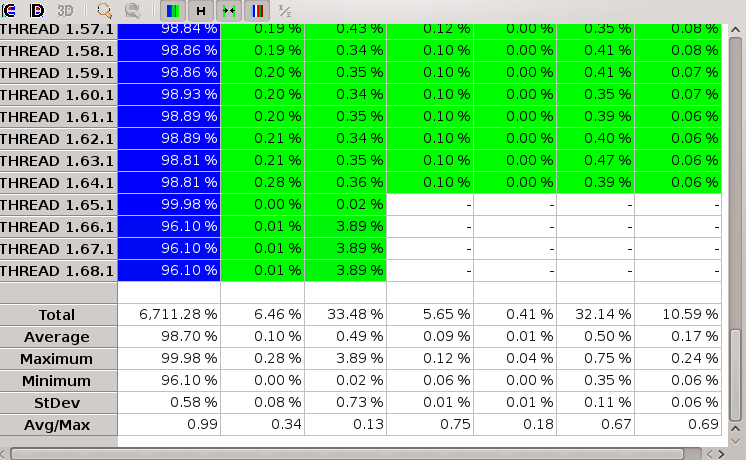 3D H ½
THREAD 1.57.1 98.84 % 0.19 % 0.43 % 0.12 % 0.00 % 0.35 % 0.08 %
THREAD 1.58.1 98.86 % 0.19 % 0.34 % 0.10 % 0.00 % 0.41 % 0.08 %
THREAD 1.59.1 98.86 % 0.20 % 0.35 % 0.10 % 0.00 % 0.41 % 0.07 %
THREAD 1.60.1 98.93 % 0.20 % 0.34 % 0.10 % 0.00 % 0.35 % 0.07 %
THREAD 1.61.1 98.89 % 0.20 % 0.35 % 0.10 % 0.00 % 0.39 % 0.06 %
THREAD 1.62.1 98.89 % 0.21 % 0.34 % 0.10 % 0.00 % 0.40 % 0.06 %
THREAD 1.63.1 98.81 % 0.21 % 0.35 % 0.10 % 0.00 % 0.47 % 0.06 %
THREAD 1.64.1 98.81 % 0.28 % 0.36 % 0.10 % 0.00 % 0.39 % 0.06 %
THREAD 1.65.1 99.98 % 0.00 % 0.02 % - - - -
THREAD 1.66.1 96.10 % 0.01 % 3.89 % - - - -
THREAD 1.67.1 96.10 % 0.01 % 3.89 % - - - -
THREAD 1.68.1 96.10 % 0.01 % 3.89 % - - - -
Total 6,711.28 % 6.46 % 33.48 % 5.65 % 0.41 % 32.14 % 10.59 %
Average 98.70 % 0.10 % 0.49 % 0.09 % 0.01 % 0.50 % 0.17 %
Maximum 99.98 % 0.28 % 3.89 % 0.12 % 0.04 % 0.75 % 0.24 %
Minimum 96.10 % 0.00 % 0.02 % 0.06 % 0.00 % 0.35 % 0.06 %
StDev 0.58 % 0.08 % 0.73 % 0.01 % 0.01 % 0.11 % 0.06 %
Avg/Max 0.99 0.34 0.13 0.75 0.18 0.67 0.69